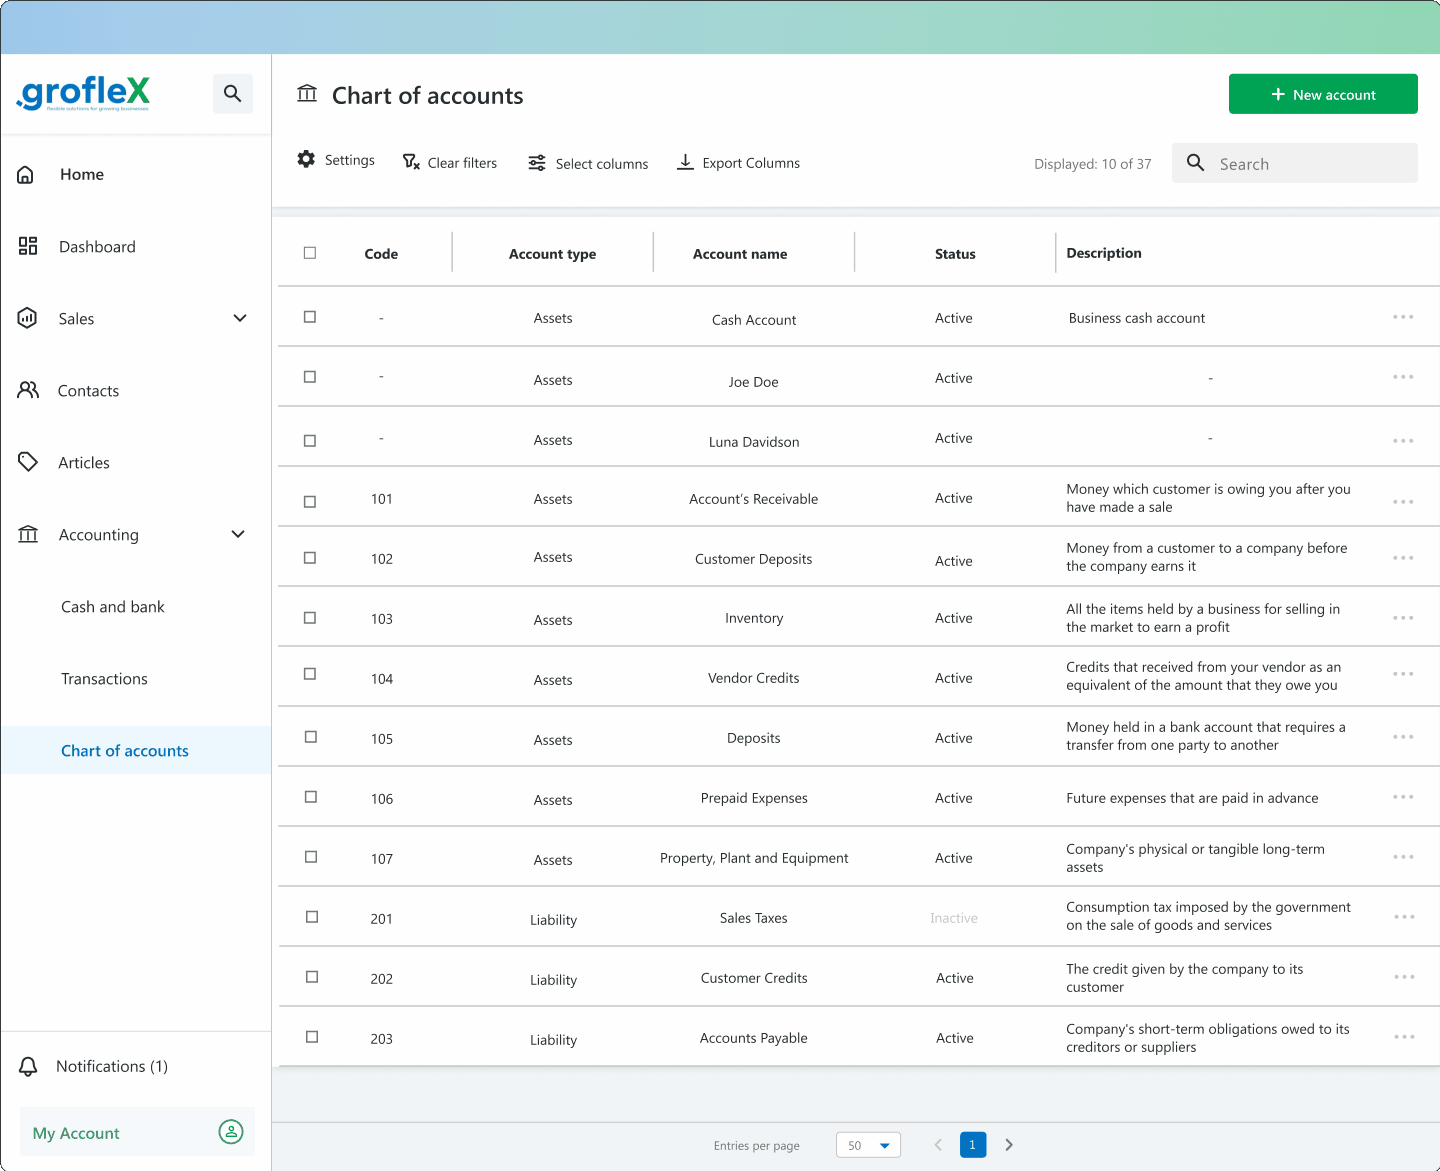 .grofleX
flexible solutions for growing businesses
Home
Dashboard
Sales
Contacts
Articles
Accounting
Cash and bank
Transactions
Chart of accounts
Notifications (1)
My Account
Chart of accounts
+ New account
Settings
Clear filters
Select columns
Export Columns
Displayed: 10 of 37
Search
Code Account type Account name Status Description
- Assets Cash Account Active Business cash account
- Assets Joe Doe Active -
- Assets Luna Davidson Active -
101 Assets Account's Receivable Active Money which customer is owing you after you
have made a sale
102 Assets Customer Deposits Active Money from a customer to a company before
the company earns it
103 Assets Inventory Active All the items held by a business for selling in
the market to earn a profit
104 Assets Vendor Credits Active Credits that received from your vendor as an
equivalent of the amount that they owe you
105 Assets Deposits Active Money held in a bank account that requires a
transfer from one party to another
106 Assets Prepaid Expenses Active Future expenses that are paid in advance
107 Assets Property, Plant and Equipment Active Company's physical or tangible long-term
assets
201 Liability Sales Taxes Inactive Consumption tax imposed by the government
on the sale of goods and services
202 Liability Customer Credits Active The credit given by the company to its
customer
203 Liability Accounts Payable Active Company's short-term obligations owed to its
creditors or suppliers
Entries per page 50 1